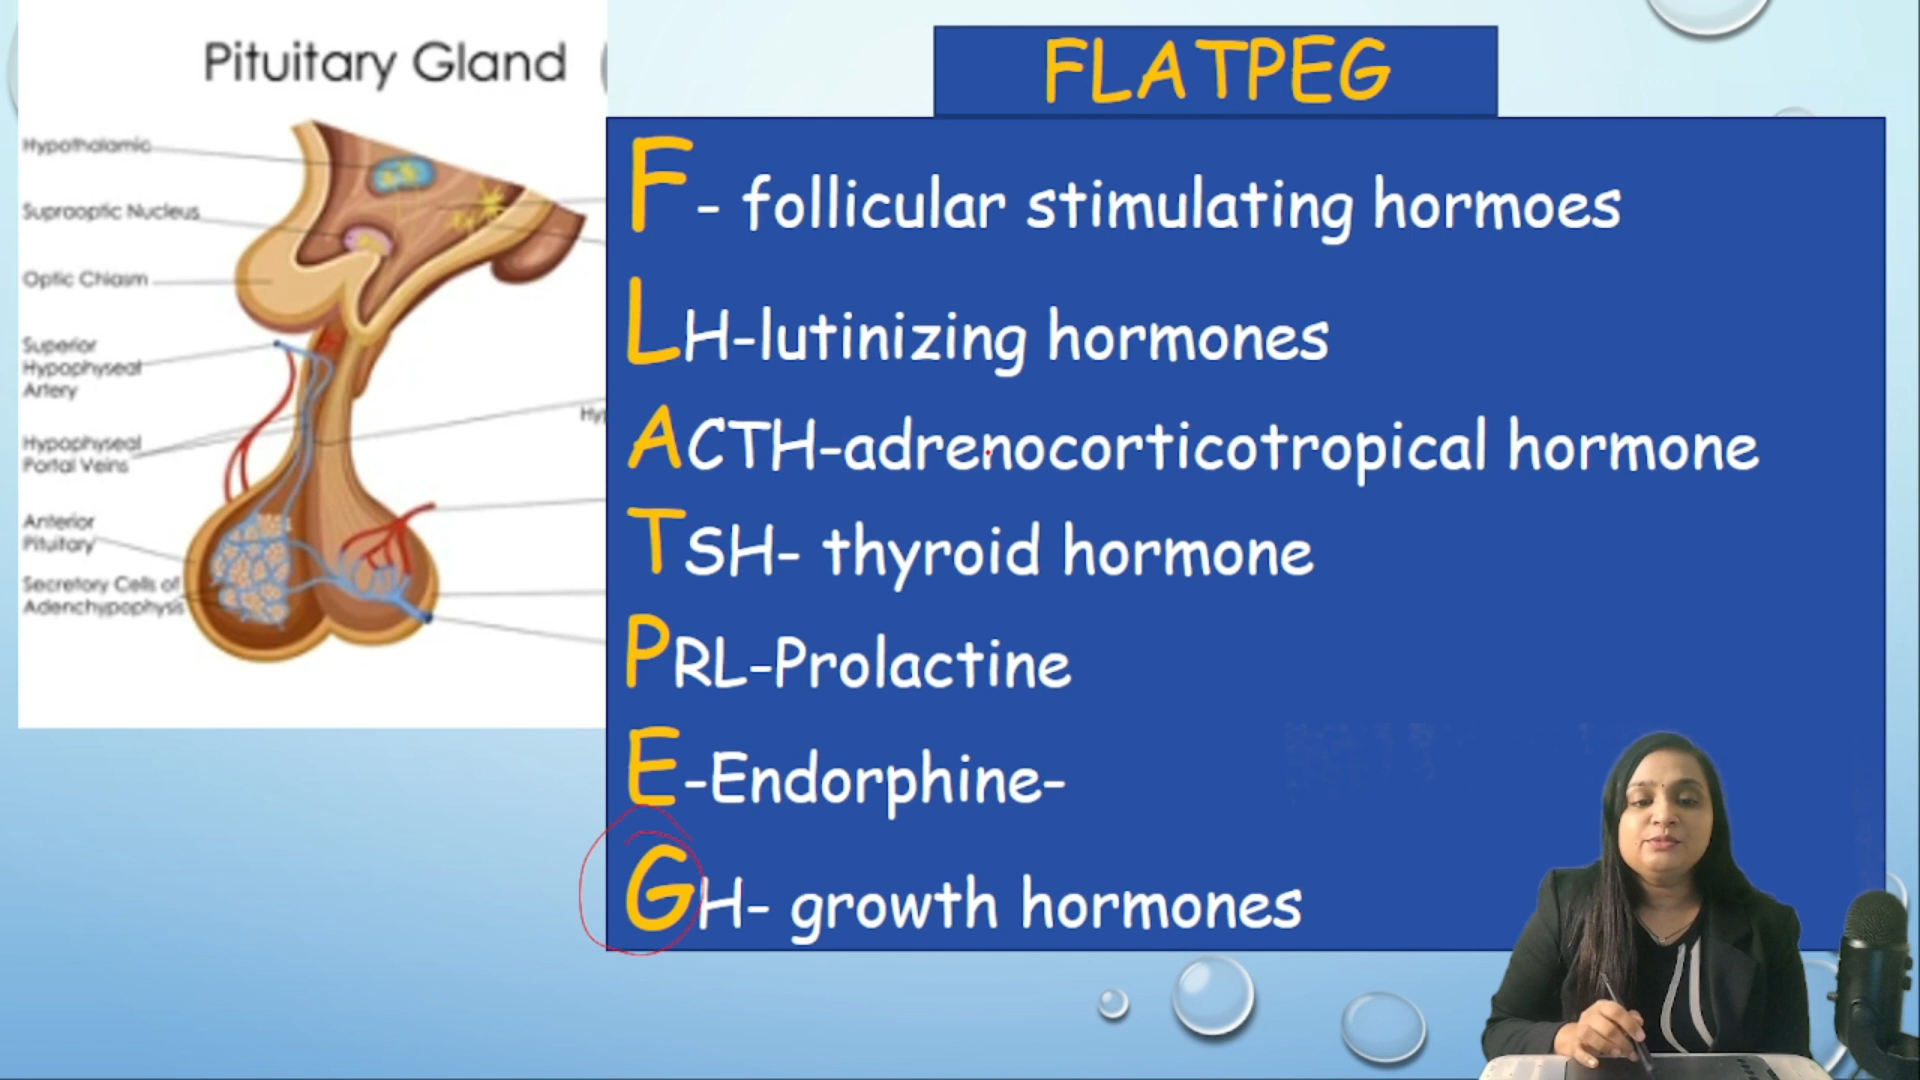 Pituitary Gland
Hypothalamic
Supraoptic Nucleus
Optic Chiasm
Superior
Hypophyseal
Artery
Hypophyseal
Portal Veins
Anterior
Pituitary
Secretory Cells of
Adenchypophysis
FLATPEG
F- follicular stimulating hormoes
LH-lutinizing hormones
ACTH-adrenocorticotropical hormone
TSH- thyroid hormone
PRL-Prolactine
E-Endorphine-
GH- growth hormones